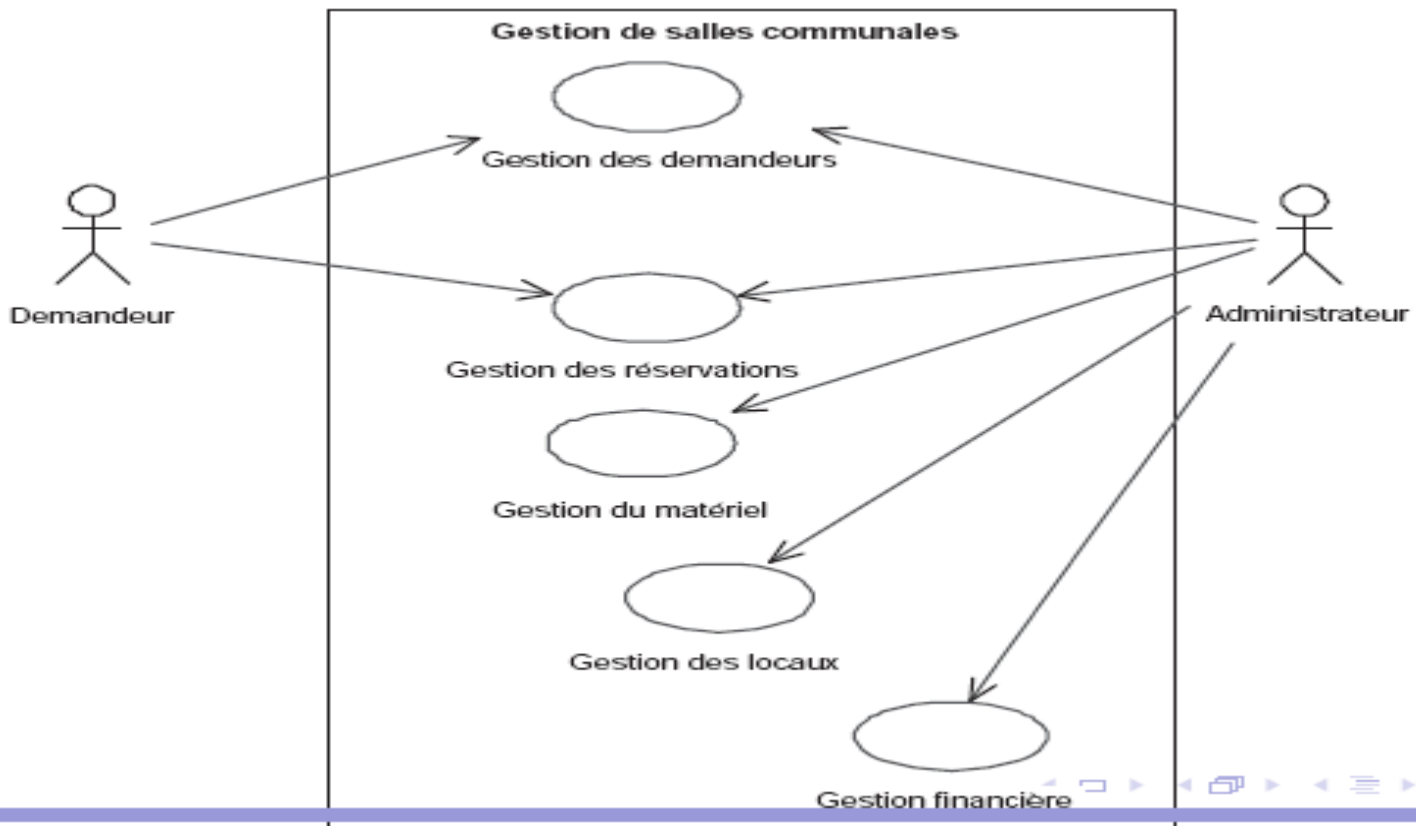 Gestion de salles communales
Gestion des demandeurs
Demandeur
Administrateur
Gestion des réservations
Gestion du matériel
Gestion des locaux
Gestion financière